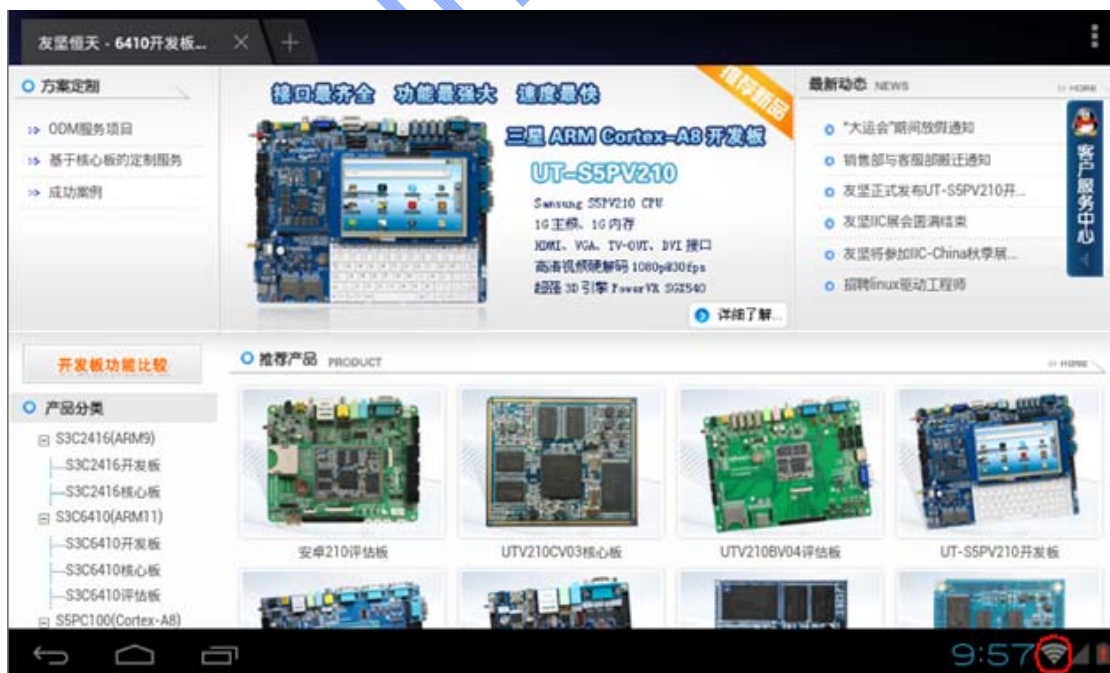 友坚恒天 - 6410开发板...
方案定制
ODM服务项目
基于核心板的定制服务
成功案例
接口最齐全 功能最强大 速度最快
推荐新品
三星 ARM Cortex-A8 开发板
UT-S5PV210
Samsung S5PV210 CPU
1G 主频、1G 内存
HDMI、VGA、TV-OUT、DVI 接口
高清视频硬解码 1080p@30fps
超强 3D 引擎 PowerVR SGX540
详细了解...
最新动态 NEWS
HOME
“大运会”期间放假通知
销售部与客服部搬迁通知
友坚正式发布UT-S5PV210开...
友坚IIC展会圆满结束
友坚将参加IIC-China秋季展...
招聘linux驱动工程师
客户服务中心
开发板功能比较
推荐产品 PRODUCT
HOME
产品分类
S3C2416(ARM9)
S3C2416开发板
S3C2416核心板
S3C6410(ARM11)
S3C6410开发板
S3C6410核心板
S3C6410评估板
S5PC100(Cortex-A8)
安卓210评估板
UTV210CV03核心板
UTV210BV04评估板
UT-S5PV210开发板
9:57